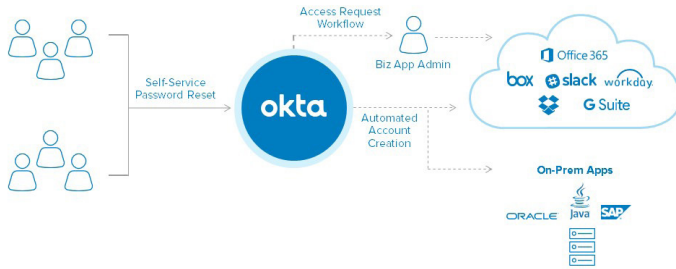 Access Request
Workflow
Biz App Admin
Self-Service
Password Reset
okta
Automated
Account
Creation
Office 365
box slack workday.
G Suite
On-Prem Apps
ORACLE Java SAP